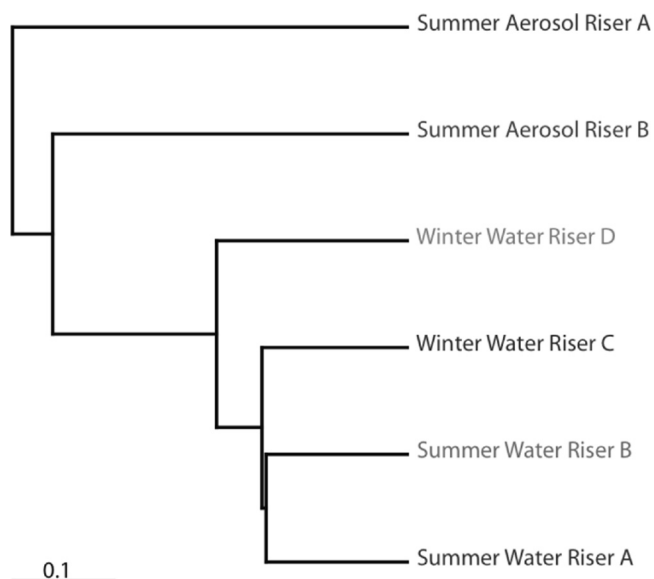 Summer Aerosol Riser A
Summer Aerosol Riser B
Winter Water Riser D
Winter Water Riser C
Summer Water Riser B
Summer Water Riser A
0.1